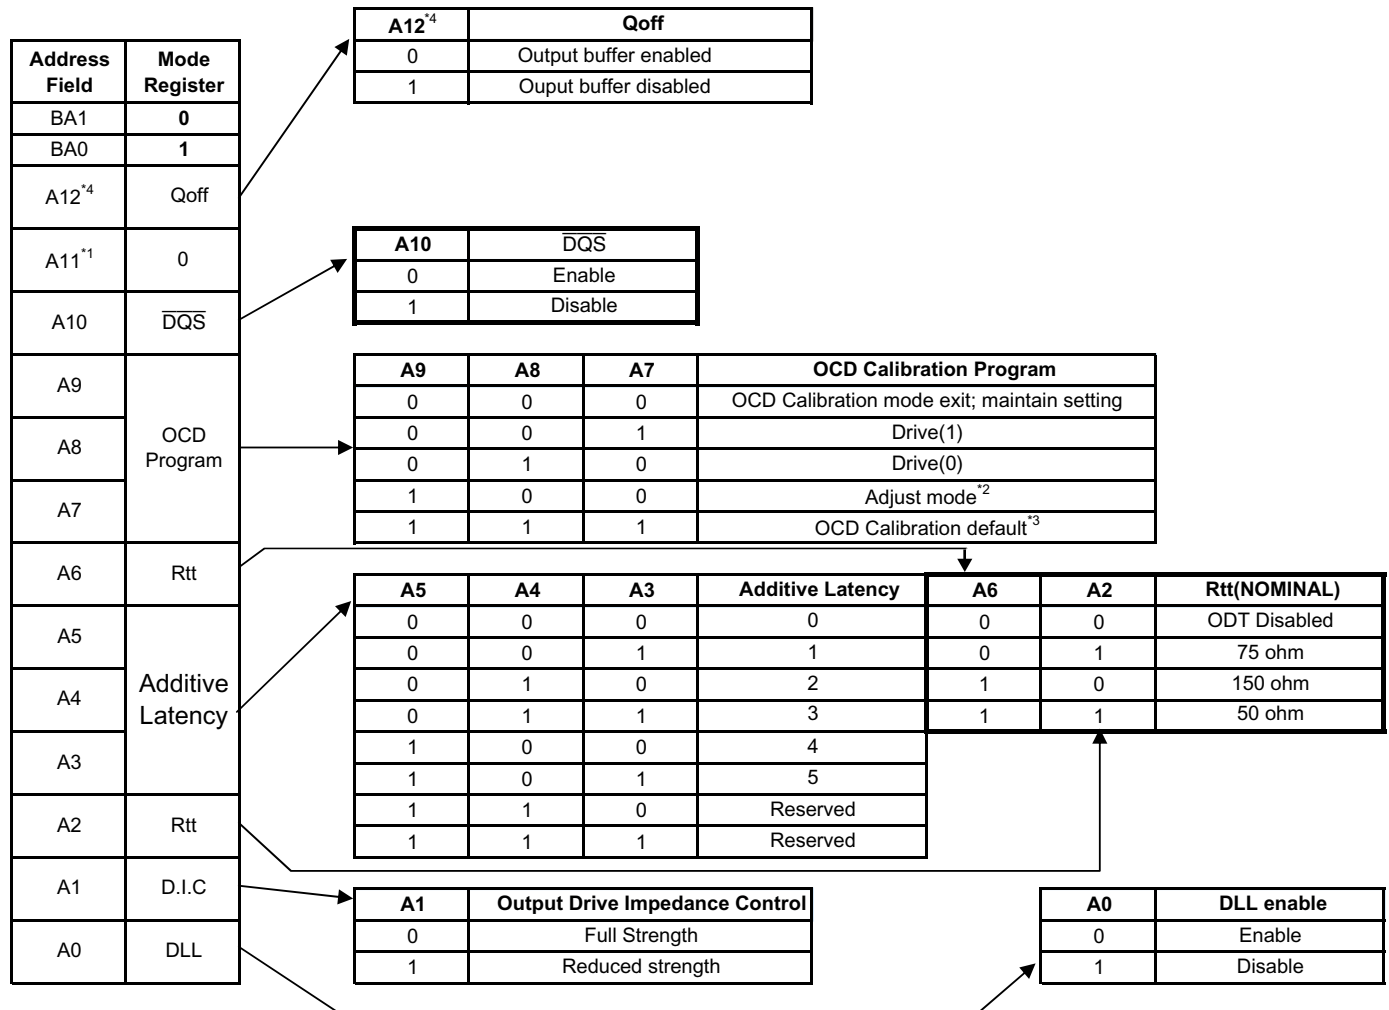 Address Field | Mode Register
BA1 | 0
BA0 | 1
A12*4 | Qoff
A11*1 | 0
A10 | D̅Q̅S̅
A9
A8 | OCD Program
A7
A6 | Rtt
A5
A4 | Additive Latency
A3
A2 | Rtt
A1 | D.I.C
A0 | DLL
A12*4 | Qoff
0 | Output buffer enabled
1 | Ouput buffer disabled
A10 | D̅Q̅S̅
0 | Enable
1 | Disable
A9 | A8 | A7 | OCD Calibration Program
0 | 0 | 0 | OCD Calibration mode exit; maintain setting
0 | 0 | 1 | Drive(1)
0 | 1 | 0 | Drive(0)
1 | 0 | 0 | Adjust mode*2
1 | 1 | 1 | OCD Calibration default*3
A5 | A4 | A3 | Additive Latency
0 | 0 | 0 | 0
0 | 0 | 1 | 1
0 | 1 | 0 | 2
0 | 1 | 1 | 3
1 | 0 | 0 | 4
1 | 0 | 1 | 5
1 | 1 | 0 | Reserved
1 | 1 | 1 | Reserved
A6 | A2 | Rtt(NOMINAL)
0 | 0 | ODT Disabled
0 | 1 | 75 ohm
1 | 0 | 150 ohm
1 | 1 | 50 ohm
A1 | Output Drive Impedance Control
0 | Full Strength
1 | Reduced strength
A0 | DLL enable
0 | Enable
1 | Disable